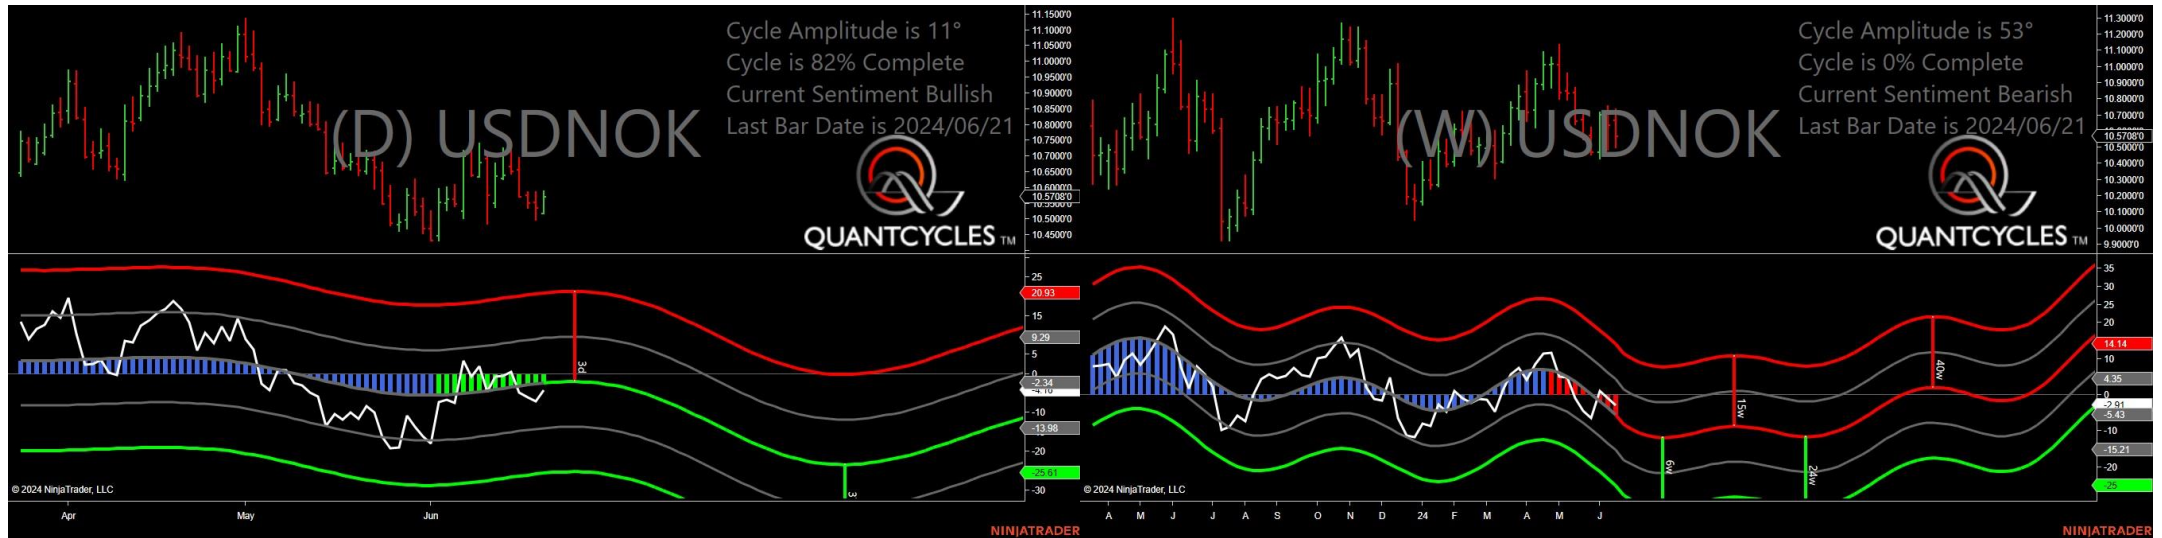 Cycle Amplitude is 11°
Cycle is 82% Complete
Current Sentiment Bullish
Last Bar Date is 2024/06/21
(D) USDNOK
QUANTCYCLES TM
11.1500'0
11.1000'0
11.0500'0
11.0000'0
10.9500'0
10.9000'0
10.8500'0
10.8000'0
10.7500'0
10.7000'0
10.6500'0
10.6000'0
10.5708'0
10.5000'0
10.4500'0
25
20.93
15
9.29
5
0
-2.34
-10
-13.98
-20
-25.61
-30
3d
3
© 2024 NinjaTrader, LLC
Apr May Jun
NINJATRADER
Cycle Amplitude is 53°
Cycle is 0% Complete
Current Sentiment Bearish
Last Bar Date is 2024/06/21
(W) USDNOK
QUANTCYCLES TM
11.3000'0
11.2000'0
11.1000'0
11.0000'0
10.9000'0
10.8000'0
10.7000'0
10.5708'0
10.5000'0
10.4000'0
10.3000'0
10.2000'0
10.1000'0
10.0000'0
9.9000'0
35
30
25
20
14.14
10
4.35
0
-2.91
-5.43
-10
-15.21
-20
-25
6w
15w
24w
40w
© 2024 NinjaTrader, LLC
A M J J A S O N D 24 F M A M J
NINJATRADER